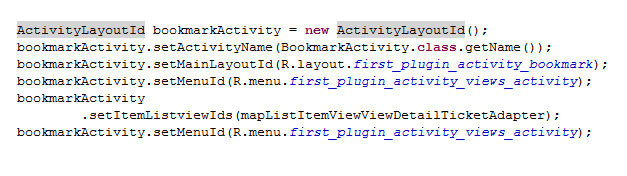 ActivityLayoutId bookmarkActivity = new ActivityLayoutId();
bookmarkActivity.setActivityName(BookmarkActivity.class.getName());
bookmarkActivity.setMainLayoutId(R.layout.first_plugin_activity_bookmark);
bookmarkActivity.setMenuId(R.menu.first_plugin_activity_views_activity);
bookmarkActivity
.setItemListviewIds(mapListItemViewViewDetailTicketAdapter);
bookmarkActivity.setMenuId(R.menu.first_plugin_activity_views_activity);